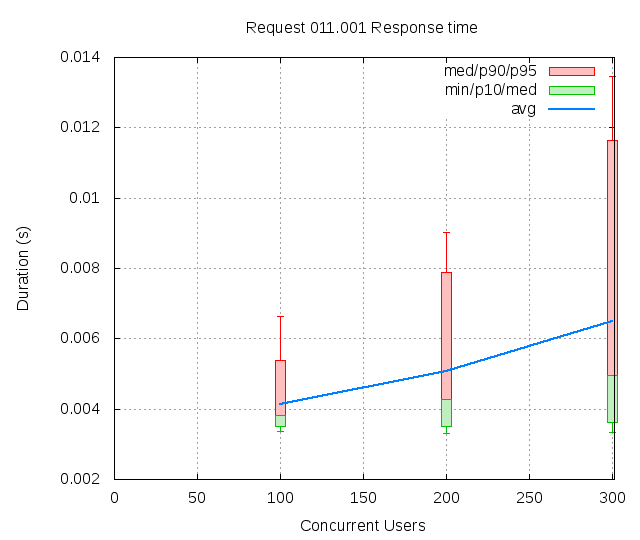 Request 011.001 Response time
0.014
0.012
0.01
0.008
0.006
0.004
0.002
Duration (s)
med/p90/p95
min/p10/med
avg
0 50 100 150 200 250 300
Concurrent Users